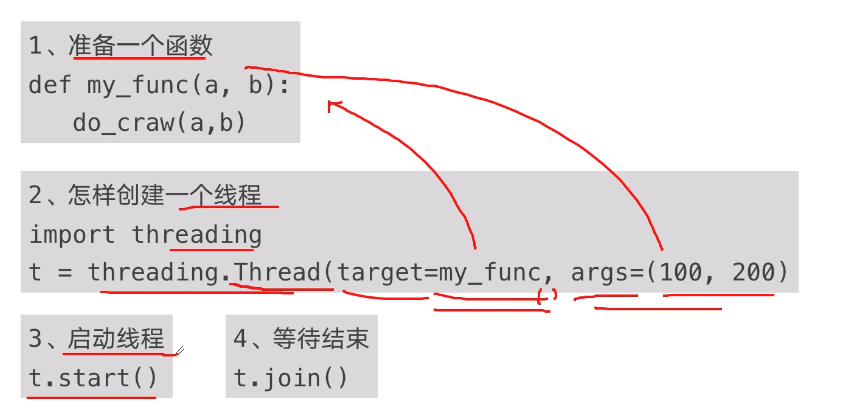 1、准备一个函数
def my_func(a, b):
    do_craw(a,b)
2、怎样创建一个线程
import threading
t = threading.Thread(target=my_func, args=(100, 200)
()
3、启动线程
t.start()
4、等待结束
t.join()